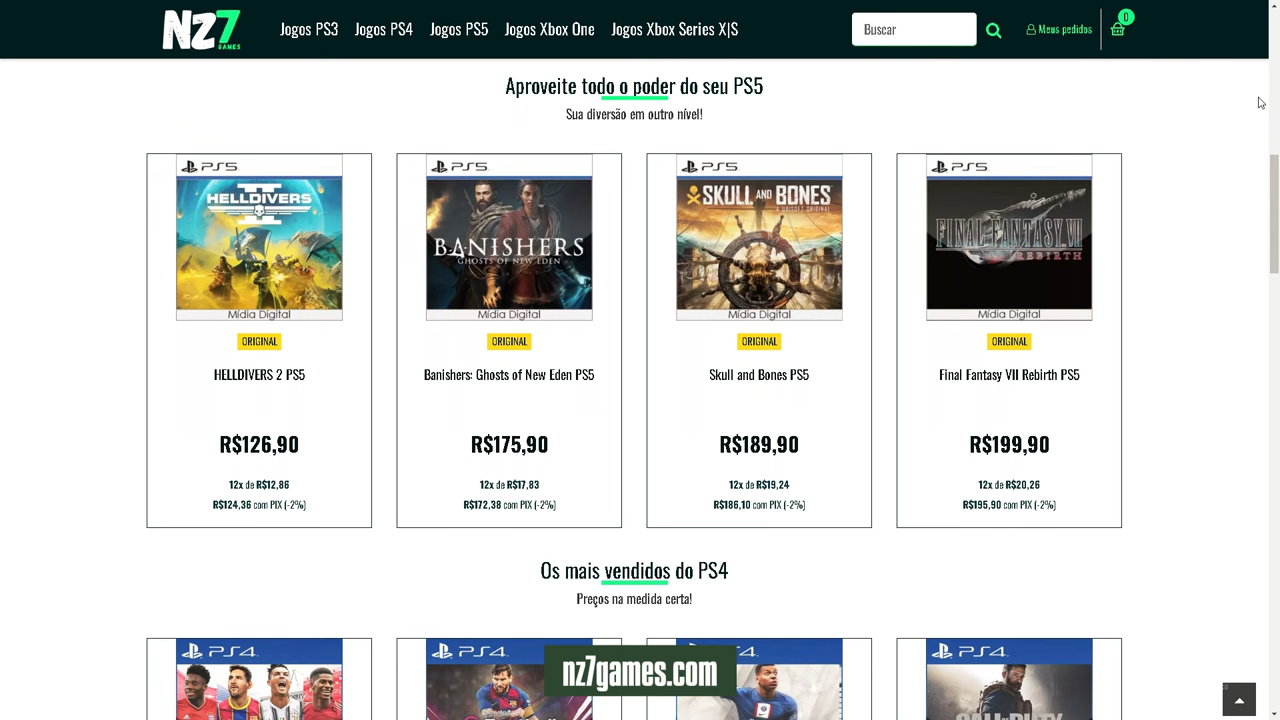 NZ7
GAMES
Jogos PS3
Jogos PS4
Jogos PS5
Jogos Xbox One
Jogos Xbox Series X|S
Buscar
Meus pedidos
0
Aproveite todo o poder do seu PS5
Sua diversão em outro nível!
PS5
HELLDIVERS
II
Mídia Digital
ORIGINAL
HELLDIVERS 2 PS5
R$126,90
12x de R$12,86
R$124,36 com PIX (-2%)
PS5
BANISHERS
GHOSTS OF NEW EDEN
Mídia Digital
ORIGINAL
Banishers: Ghosts of New Eden PS5
R$175,90
12x de R$17,83
R$172,38 com PIX (-2%)
PS5
SKULL AND BONES
A UBISOFT ORIGINAL
Mídia Digital
ORIGINAL
Skull and Bones PS5
R$189,90
12x de R$19,24
R$186,10 com PIX (-2%)
PS5
FINAL FANTASY VII
REBIRTH
Mídia Digital
ORIGINAL
Final Fantasy VII Rebirth PS5
R$199,90
12x de R$20,26
R$195,90 com PIX (-2%)
Os mais vendidos do PS4
Preços na medida certa!
PS4
PS4
PS4
PS4
CALL OF DUTY
nz7games.com